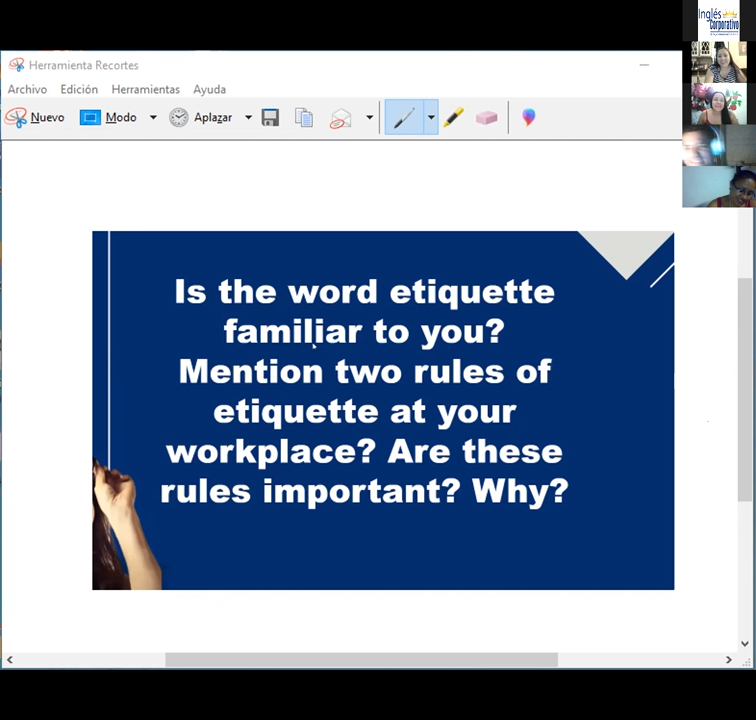 Inglés
Corporativo
Herramienta Recortes
Archivo Edición Herramientas Ayuda
Nuevo Modo Aplazar
Is the word etiquette
familiar to you?
Mention two rules of
etiquette at your
workplace? Are these
rules important? Why?